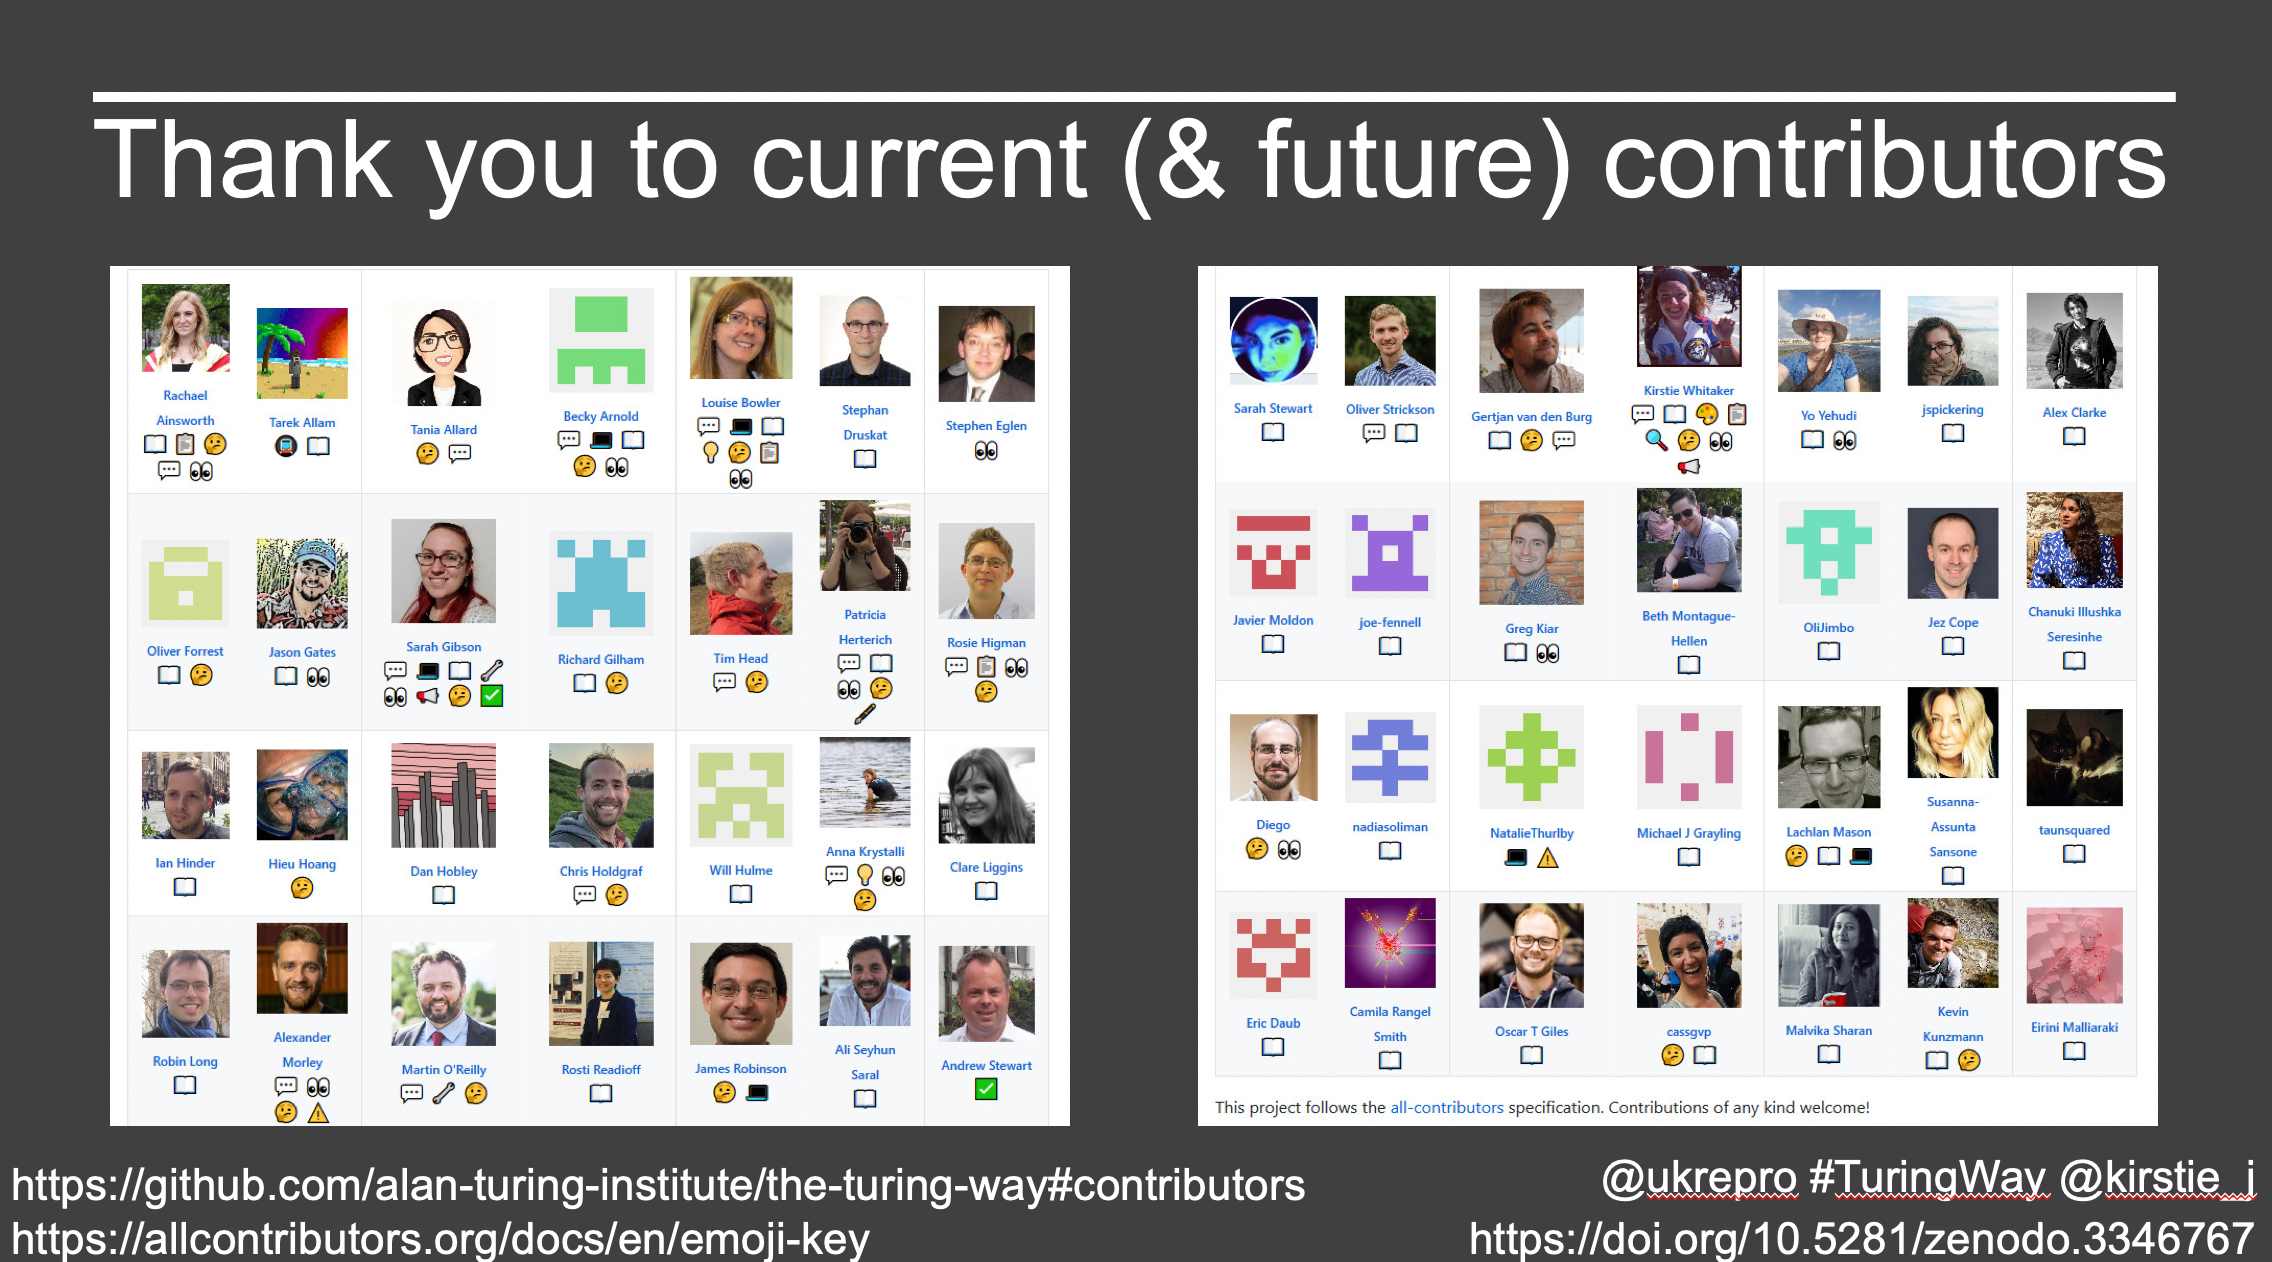 Thank you to current (& future) contributors
Rachael
Ainsworth
Tarek Allam
Tania Allard
Becky Arnold
Louise Bowler
Stephan
Druskat
Stephen Eglen
Oliver Forrest
Jason Gates
Sarah Gibson
Richard Gilham
Tim Head
Patricia
Herterich
Rosie Higman
Ian Hinder
Hieu Hoang
Dan Hobley
Chris Holdgraf
Will Hulme
Anna Krystalli
Clare Liggins
Robin Long
Alexander
Morley
Martin O'Reilly
Rosti Readioff
James Robinson
Ali Seyhun
Saral
Andrew Stewart
Sarah Stewart
Oliver Strickson
Gertjan van den Burg
Kirstie Whitaker
Yo Yehudi
jspickering
Alex Clarke
Javier Moldon
joe-fennell
Greg Kiar
Beth Montague-
Hellen
OliJimbo
Jez Cope
Chanuki Illushka
Seresinhe
Diego
nadiasoliman
NatalieThurlby
Michael J Grayling
Lachlan Mason
Susanna-
Assunta
Sansone
taunsquared
Eric Daub
Camila Rangel
Smith
Oscar T Giles
cassgvp
Malvika Sharan
Kevin
Kunzmann
Eirini Malliaraki
This project follows the all-contributors specification. Contributions of any kind welcome!
https://github.com/alan-turing-institute/the-turing-way#contributors
https://allcontributors.org/docs/en/emoji-key
@ukrepro #TuringWay @kirstie_j
https://doi.org/10.5281/zenodo.3346767